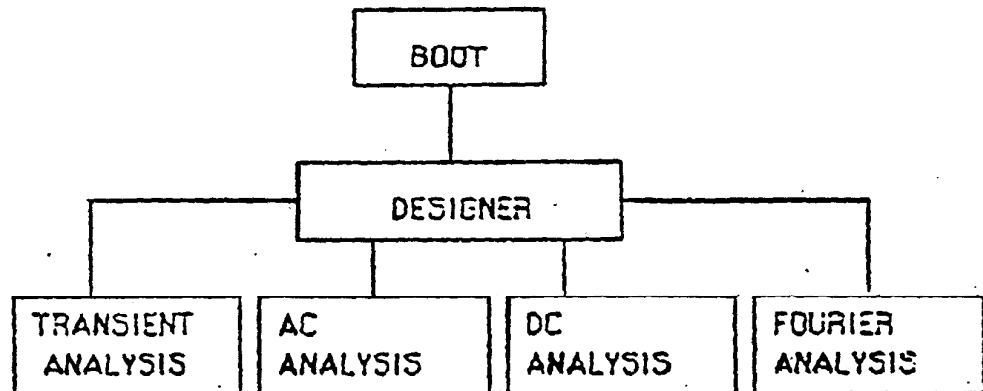 BOOT
DESIGNER
TRANSIENT
ANALYSIS
AC
ANALYSIS
DC
ANALYSIS
FOURIER
ANALYSIS